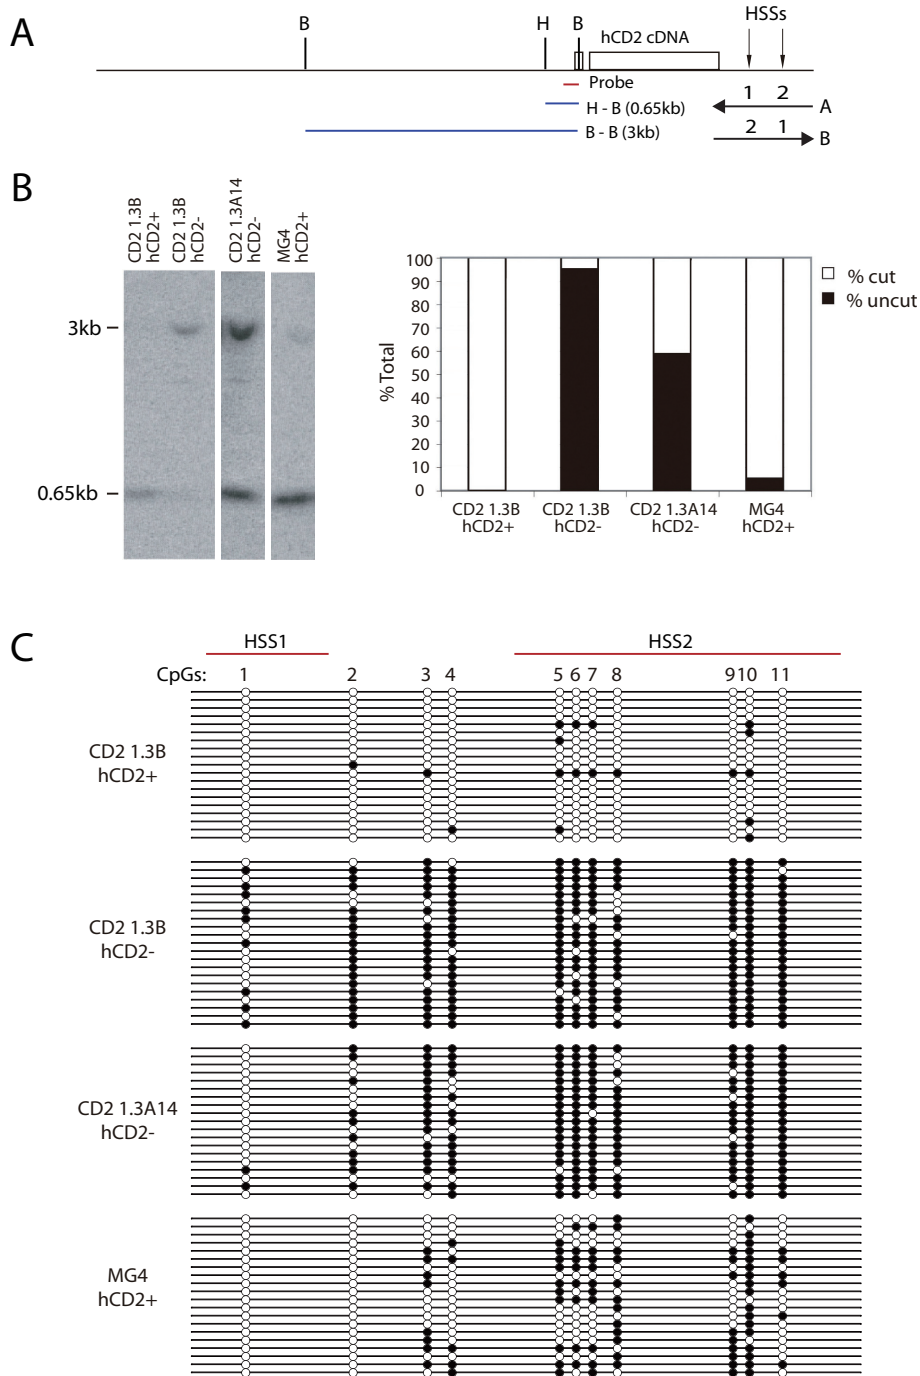 A
B H B hCD2 cDNA HSSs
Probe
H - B (0.65kb)
B - B (3kb)
1 2 A
2 1 B
B
CD2 1.3B
hCD2+
CD2 1.3B
hCD2-
CD2 1.3A14
hCD2-
MG4
hCD2+
3kb
0.65kb
% Total
100
90
80
70
60
50
40
30
20
10
0
CD2 1.3B
hCD2+
CD2 1.3B
hCD2-
CD2 1.3A14
hCD2-
MG4
hCD2+
% cut
% uncut
C
HSS1 HSS2
CpGs: 1 2 3 4 5 6 7 8 9 10 11
CD2 1.3B
hCD2+
CD2 1.3B
hCD2-
CD2 1.3A14
hCD2-
MG4
hCD2+